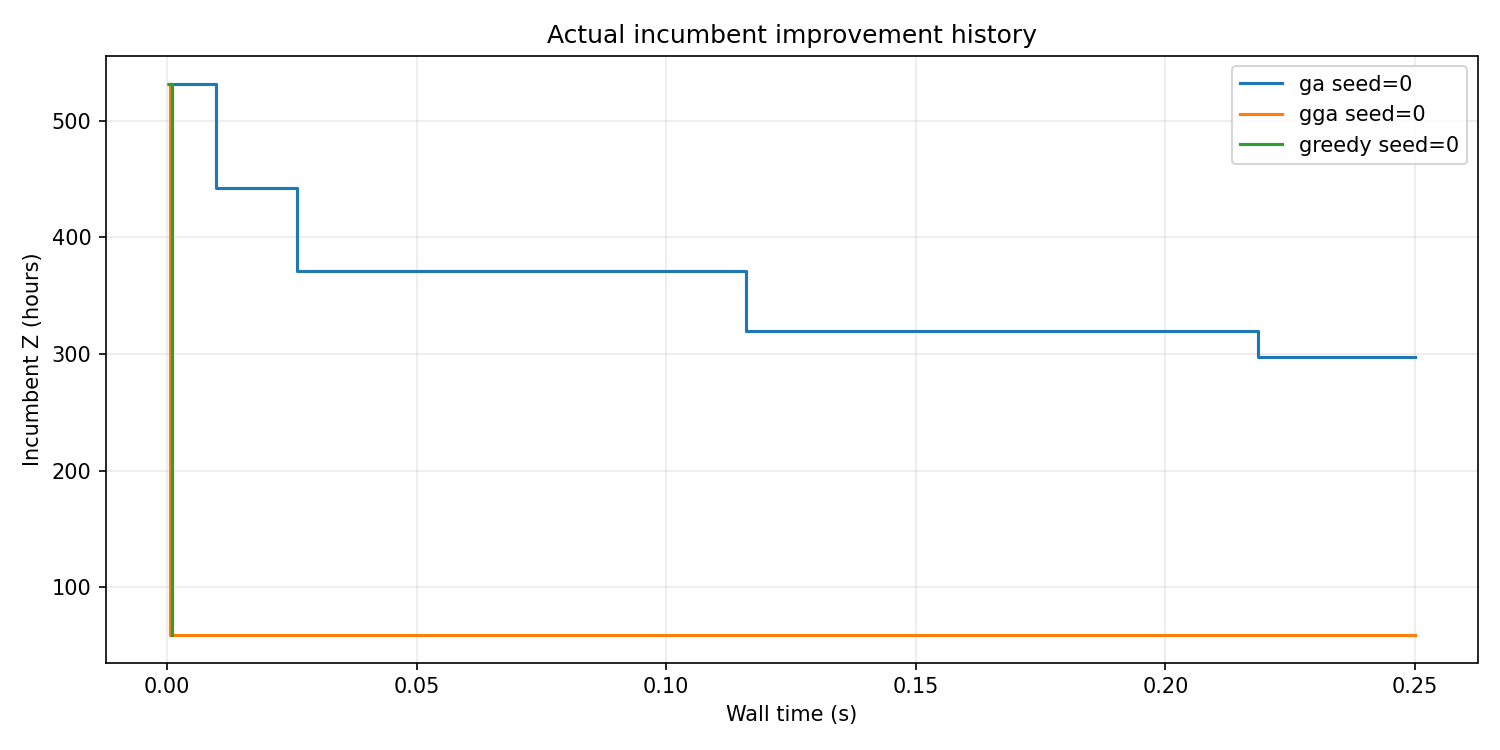 Actual incumbent improvement history
ga seed=0
gga seed=0
greedy seed=0
Incumbent Z (hours)
500
400
300
200
100
0.00 0.05 0.10 0.15 0.20 0.25
Wall time (s)